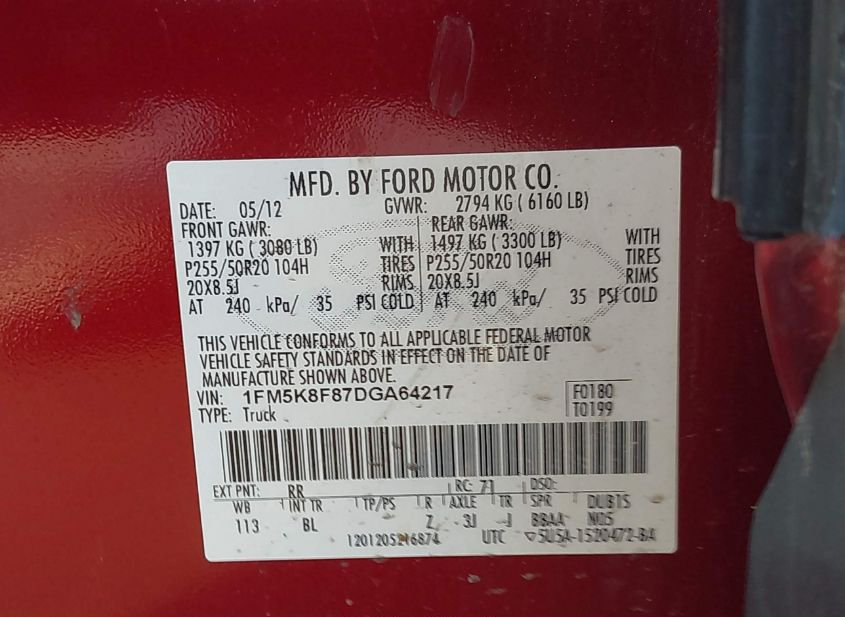 MFD. BY FORD MOTOR CO.
DATE: 05/12 GVWR: 2794 KG ( 6160 LB)
FRONT GAWR: REAR GAWR:
1397 KG ( 3080 LB) WITH 1497 KG ( 3300 LB) WITH
P255/50R20 104H TIRES P255/50R20 104H TIRES
20X8.5J RIMS 20X8.5J RIMS
AT 240 kPa/ 35 PSI COLD AT 240 kPa/ 35 PSI COLD
THIS VEHICLE CONFORMS TO ALL APPLICABLE FEDERAL MOTOR
VEHICLE SAFETY STANDARDS IN EFFECT ON THE DATE OF
MANUFACTURE SHOWN ABOVE.
VIN: 1FM5K8F87DGA64217 F0180
TYPE: Truck T0199
EXT PNT: RR RC: 71 DSO:
WB INT TR TP/PS R AXLE TR SPR
113 BL Z 3J J BBAA
1201205216874 UTC 5U5A-1520472-BA